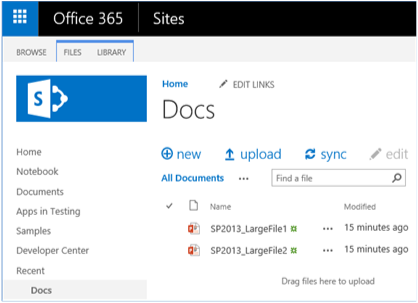 Office 365 Sites
BROWSE FILES LIBRARY
S
Home EDIT LINKS
Docs
new upload sync edit
All Documents ... Find a file
Name Modified
SP2013_LargeFile1 ... 15 minutes ago
SP2013_LargeFile2 ... 15 minutes ago
Drag files here to upload
Home
Notebook
Documents
Apps in Testing
Samples
Developer Center
Recent
Docs